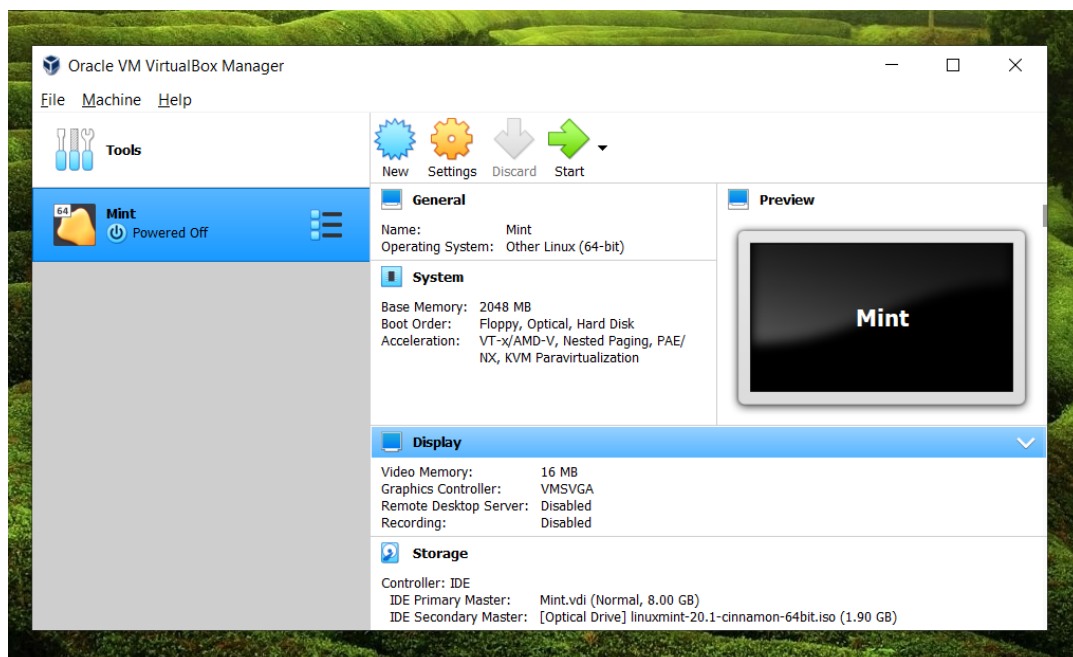 Oracle VM VirtualBox Manager
File Machine Help
Tools
New Settings Discard Start
64
Mint
Powered Off
General
Name: Mint
Operating System: Other Linux (64-bit)
System
Base Memory: 2048 MB
Boot Order: Floppy, Optical, Hard Disk
Acceleration: VT-x/AMD-V, Nested Paging, PAE/
NX, KVM Paravirtualization
Preview
Mint
Display
Video Memory: 16 MB
Graphics Controller: VMSVGA
Remote Desktop Server: Disabled
Recording: Disabled
Storage
Controller: IDE
IDE Primary Master: Mint.vdi (Normal, 8.00 GB)
IDE Secondary Master: [Optical Drive] linuxmint-20.1-cinnamon-64bit.iso (1.90 GB)